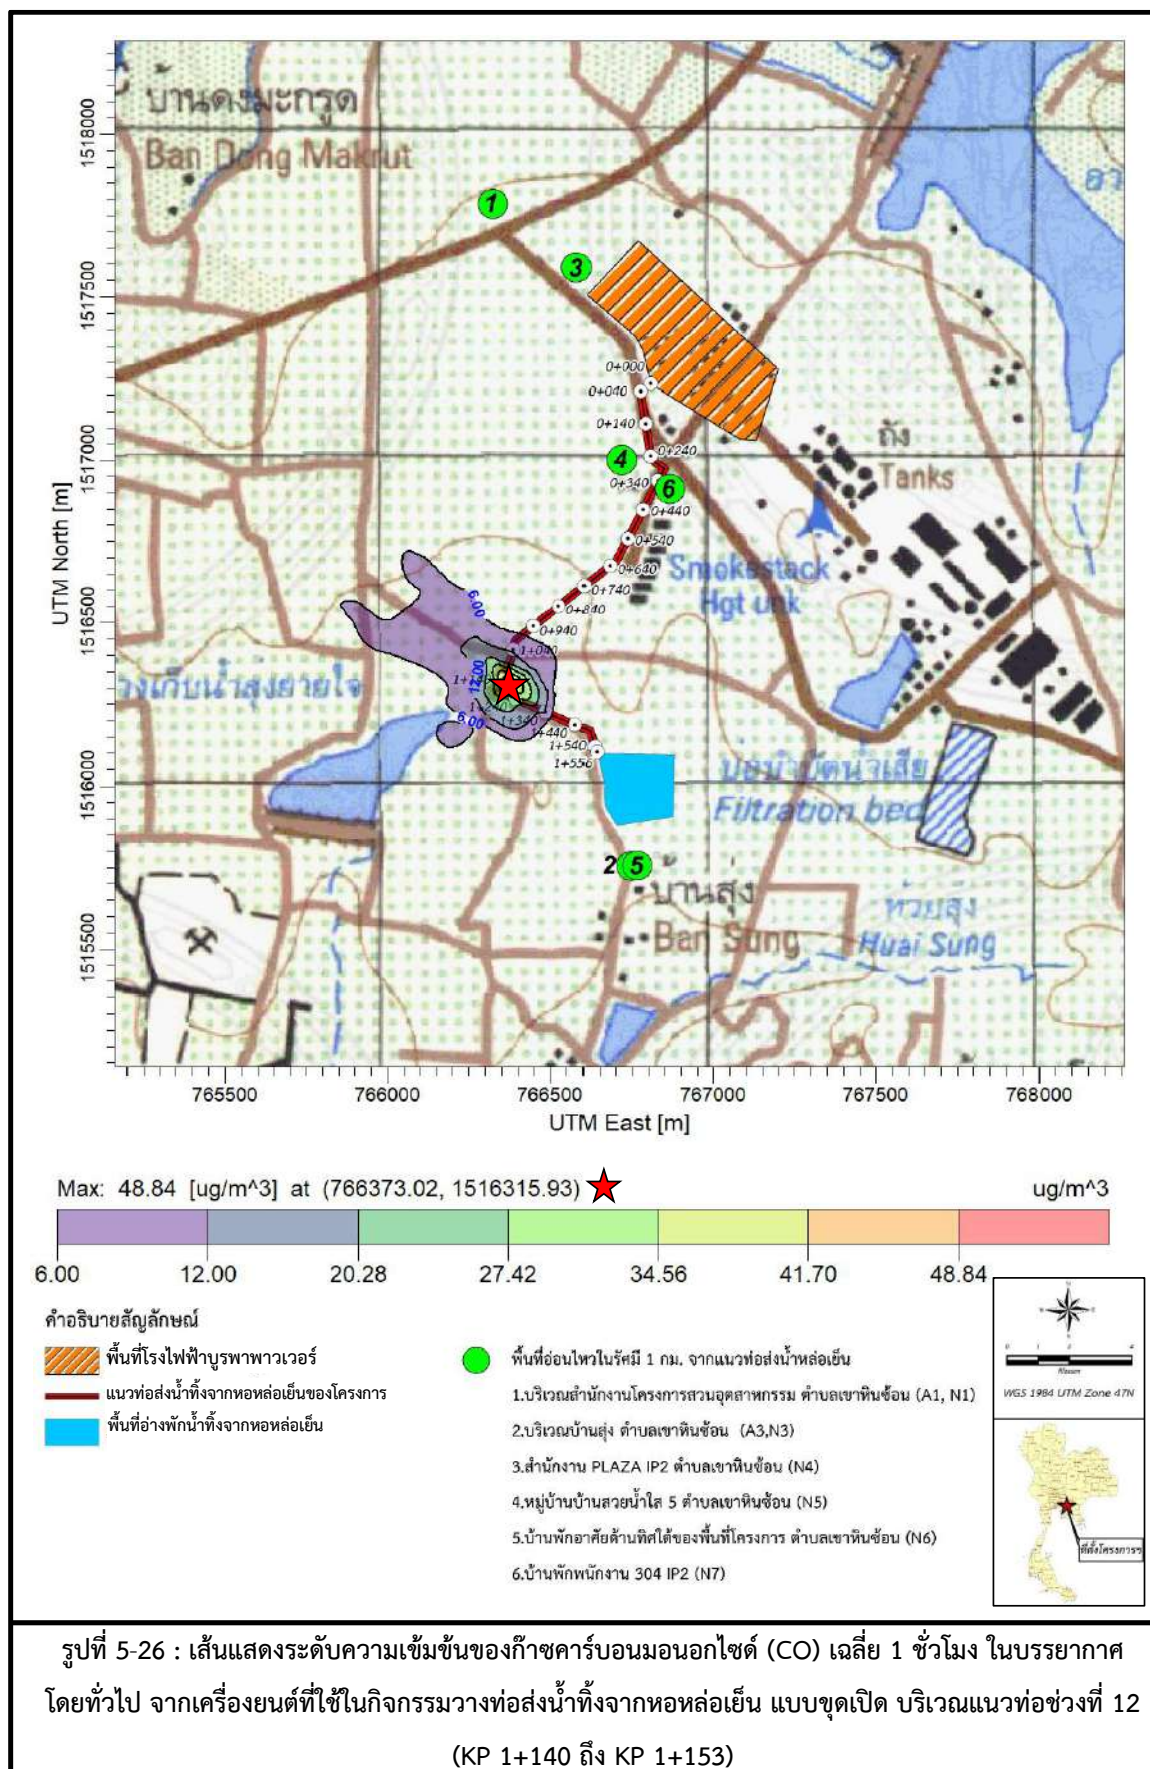 บ้านดงมะกรูด
Ban Dong Makrut
1
3
0+000
0+040
0+140
0+240
4
0+340
6
0+440
0+540
0+640
0+740
0+840
0+940
1+040
ถัง
Tanks
Smokestack
Hgt unk
6.00
12.00
6.00
1+340
1+440
1+540
1+556
บ่อบำบัดน้ำเสีย
Filtration bed
2 5
บ้านสุ่ง
Ban Sung
ห้วยสุ่ง
Huai Sung
UTM North [m]
1518000
1517500
1517000
1516500
1516000
1515500
765500 766000 766500 767000 767500 768000
UTM East [m]
Max: 48.84 [ug/m^3] at (766373.02, 1516315.93)
ug/m^3
6.00 12.00 20.28 27.42 34.56 41.70 48.84
คำอธิบายสัญลักษณ์
พื้นที่โรงไฟฟ้าบูรพาพาวเวอร์
แนวท่อส่งน้ำทิ้งจากหอหล่อเย็นของโครงการ
พื้นที่อ่างพักน้ำทิ้งจากหอหล่อเย็น
พื้นที่อ่อนไหวในรัศมี 1 กม. จากแนวท่อส่งน้ำหล่อเย็น
1.บริเวณสำนักงานโครงการสวนอุตสาหกรรม ตำบลเขาหินซ้อน (A1, N1)
2.บริเวณบ้านสุ่ง ตำบลเขาหินซ้อน (A3,N3)
3.สำนักงาน PLAZA IP2 ตำบลเขาหินซ้อน (N4)
4.หมู่บ้านบ้านสวยน้ำใส 5 ตำบลเขาหินซ้อน (N5)
5.บ้านพักอาศัยด้านทิศใต้ของพื้นที่โครงการ ตำบลเขาหินซ้อน (N6)
6.บ้านพักพนักงาน 304 IP2 (N7)
WGS 1984 UTM Zone 47N
ที่ตั้งโครงการฯ
รูปที่ 5-26 : เส้นแสดงระดับความเข้มข้นของก๊าซคาร์บอนมอนอกไซด์ (CO) เฉลี่ย 1 ชั่วโมง ในบรรยากาศ
โดยทั่วไป จากเครื่องยนต์ที่ใช้ในกิจกรรมวางท่อส่งน้ำทิ้งจากหอหล่อเย็น แบบขุดเปิด บริเวณแนวท่อช่วงที่ 12
(KP 1+140 ถึง KP 1+153)